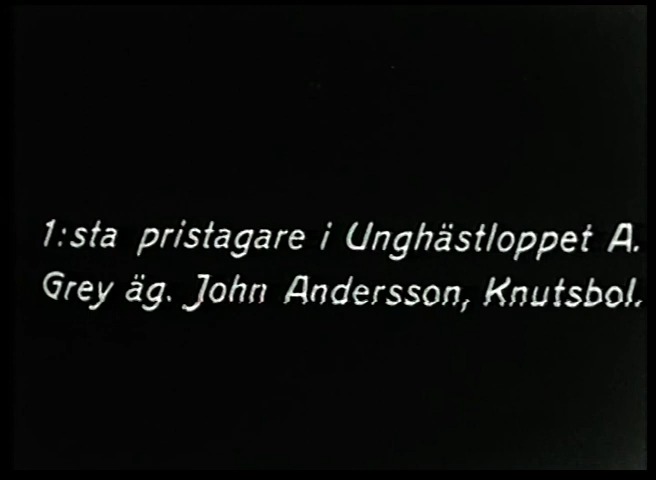 1:sta pristagare i Unghästloppet A.
Grey äg. John Andersson, Knutsbol.